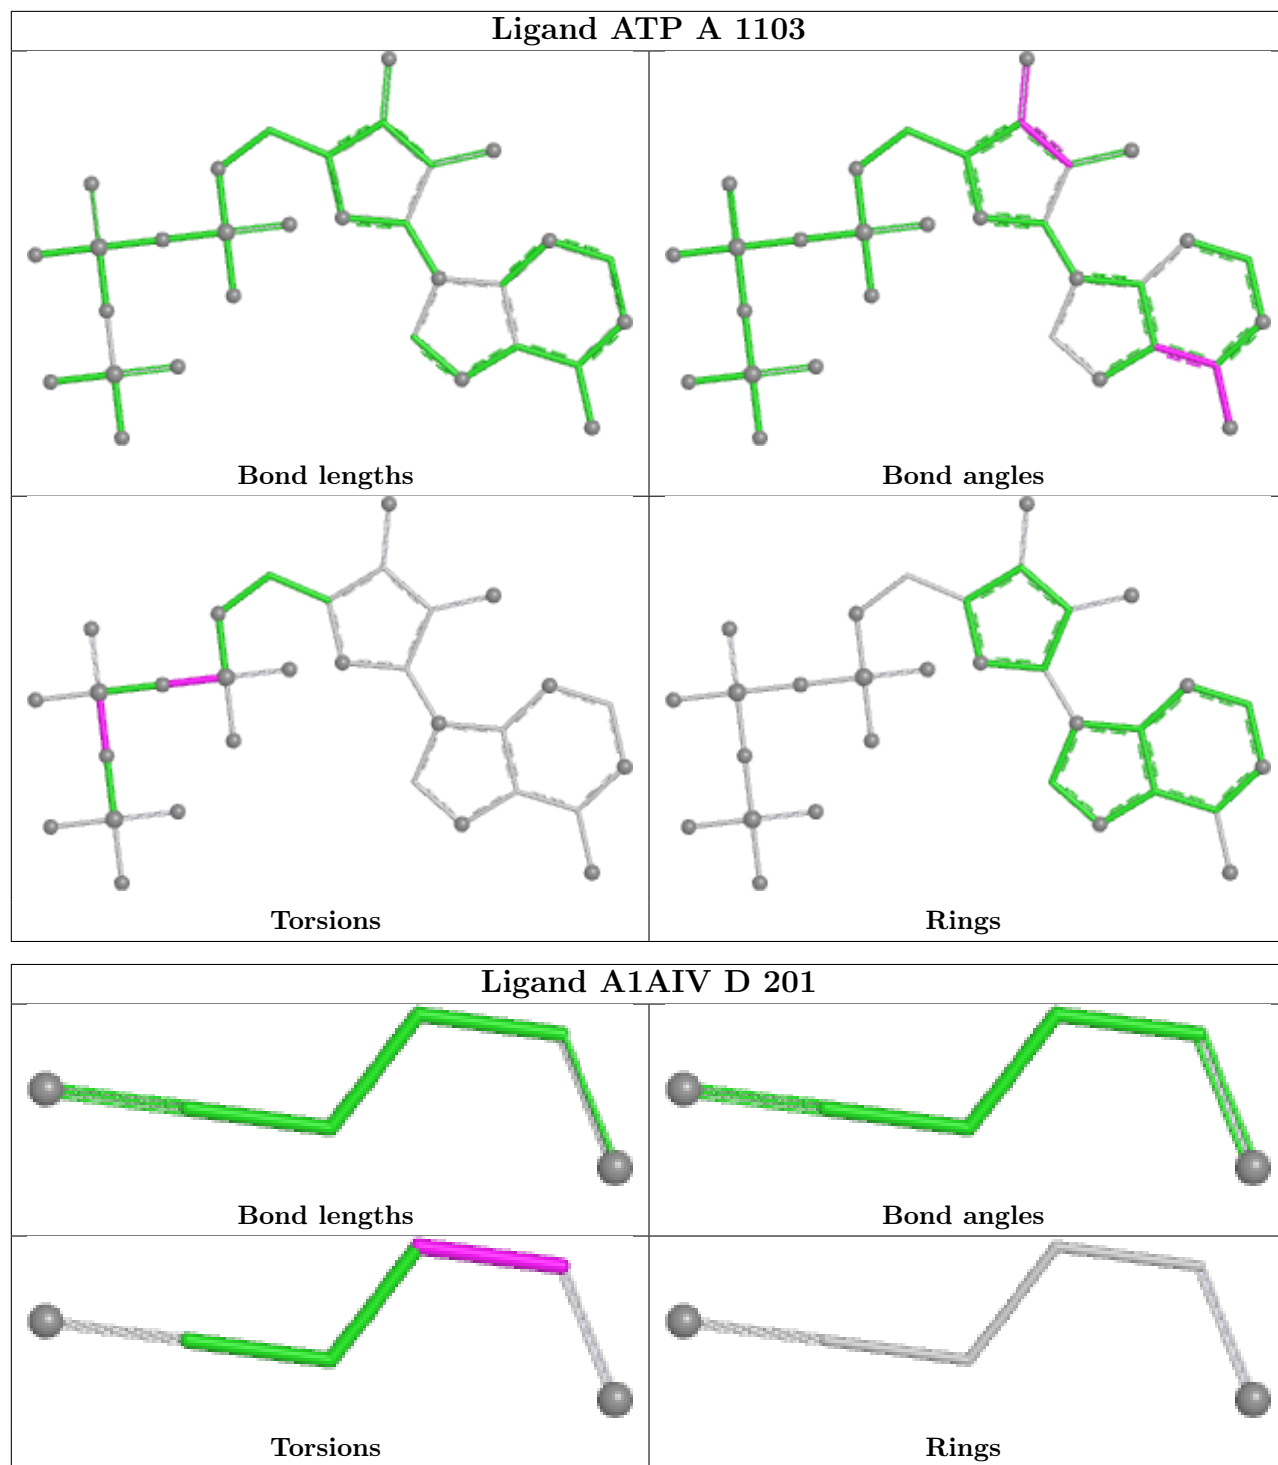 Ligand ATP A 1103
Bond lengths
Bond angles
Torsions
Rings
Ligand A1AIV D 201
Bond lengths
Bond angles
Torsions
Rings